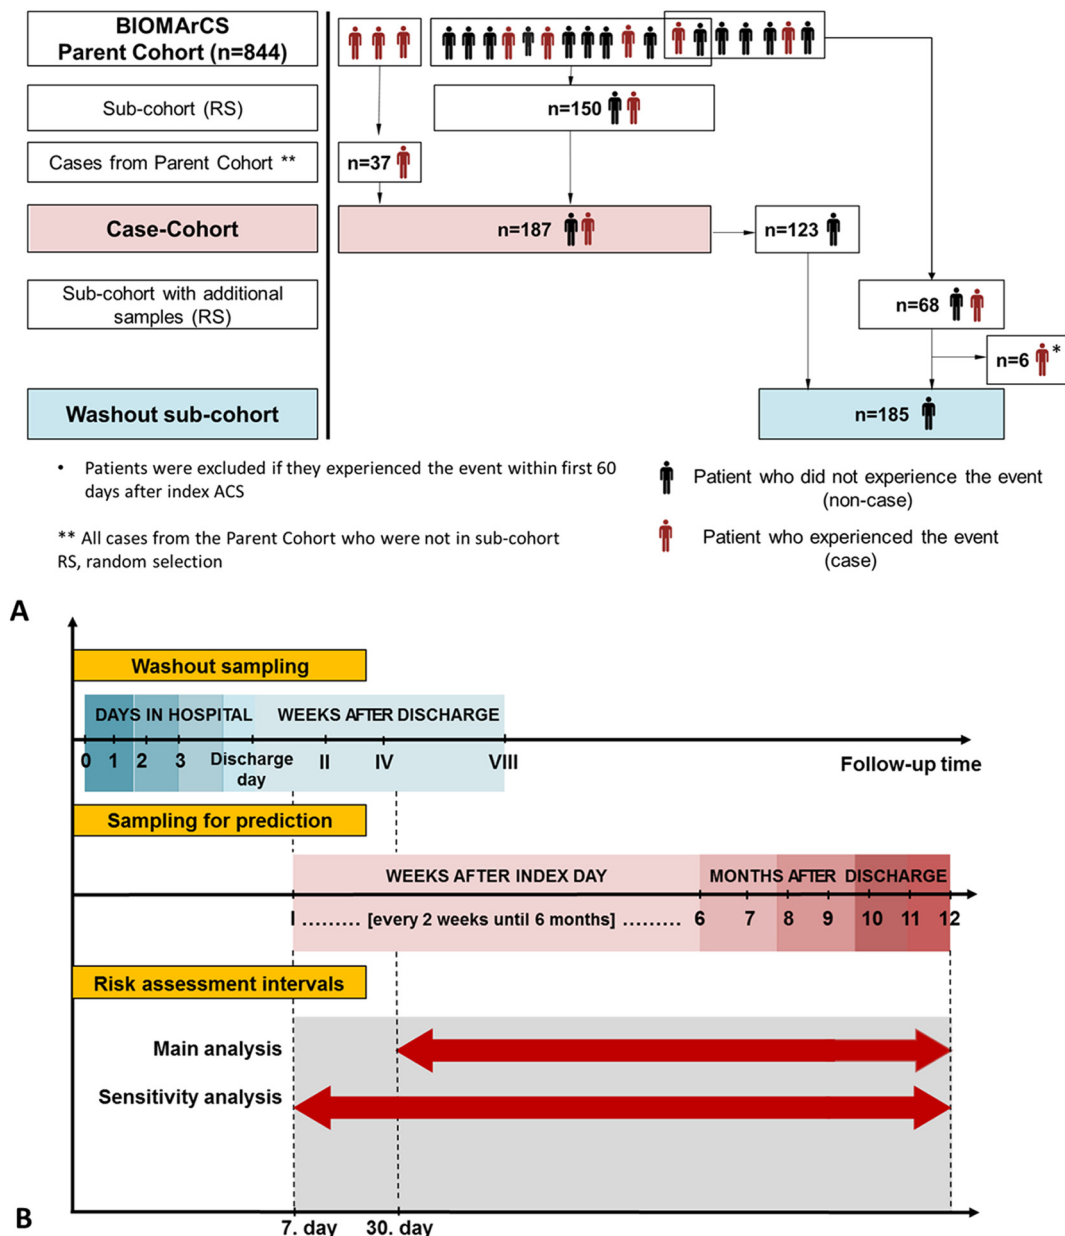 BIOMArCS
Parent Cohort (n=844)
Sub-cohort (RS)
n=150
Cases from Parent Cohort **
n=37
Case-Cohort
n=187
n=123
Sub-cohort with additional
samples (RS)
n=68
n=6 *
Washout sub-cohort
n=185
• Patients were excluded if they experienced the event within first 60
days after index ACS
** All cases from the Parent Cohort who were not in sub-cohort
RS, random selection
Patient who did not experience the event
(non-case)
Patient who experienced the event
(case)
A
Washout sampling
DAYS IN HOSPITAL WEEKS AFTER DISCHARGE
0 1 2 3 Discharge day II IV VIII
Follow-up time
Sampling for prediction
WEEKS AFTER INDEX DAY MONTHS AFTER DISCHARGE
I ......... [every 2 weeks until 6 months] ......... 6 7 8 9 10 11 12
Risk assessment intervals
Main analysis
Sensitivity analysis
B
7. day 30. day